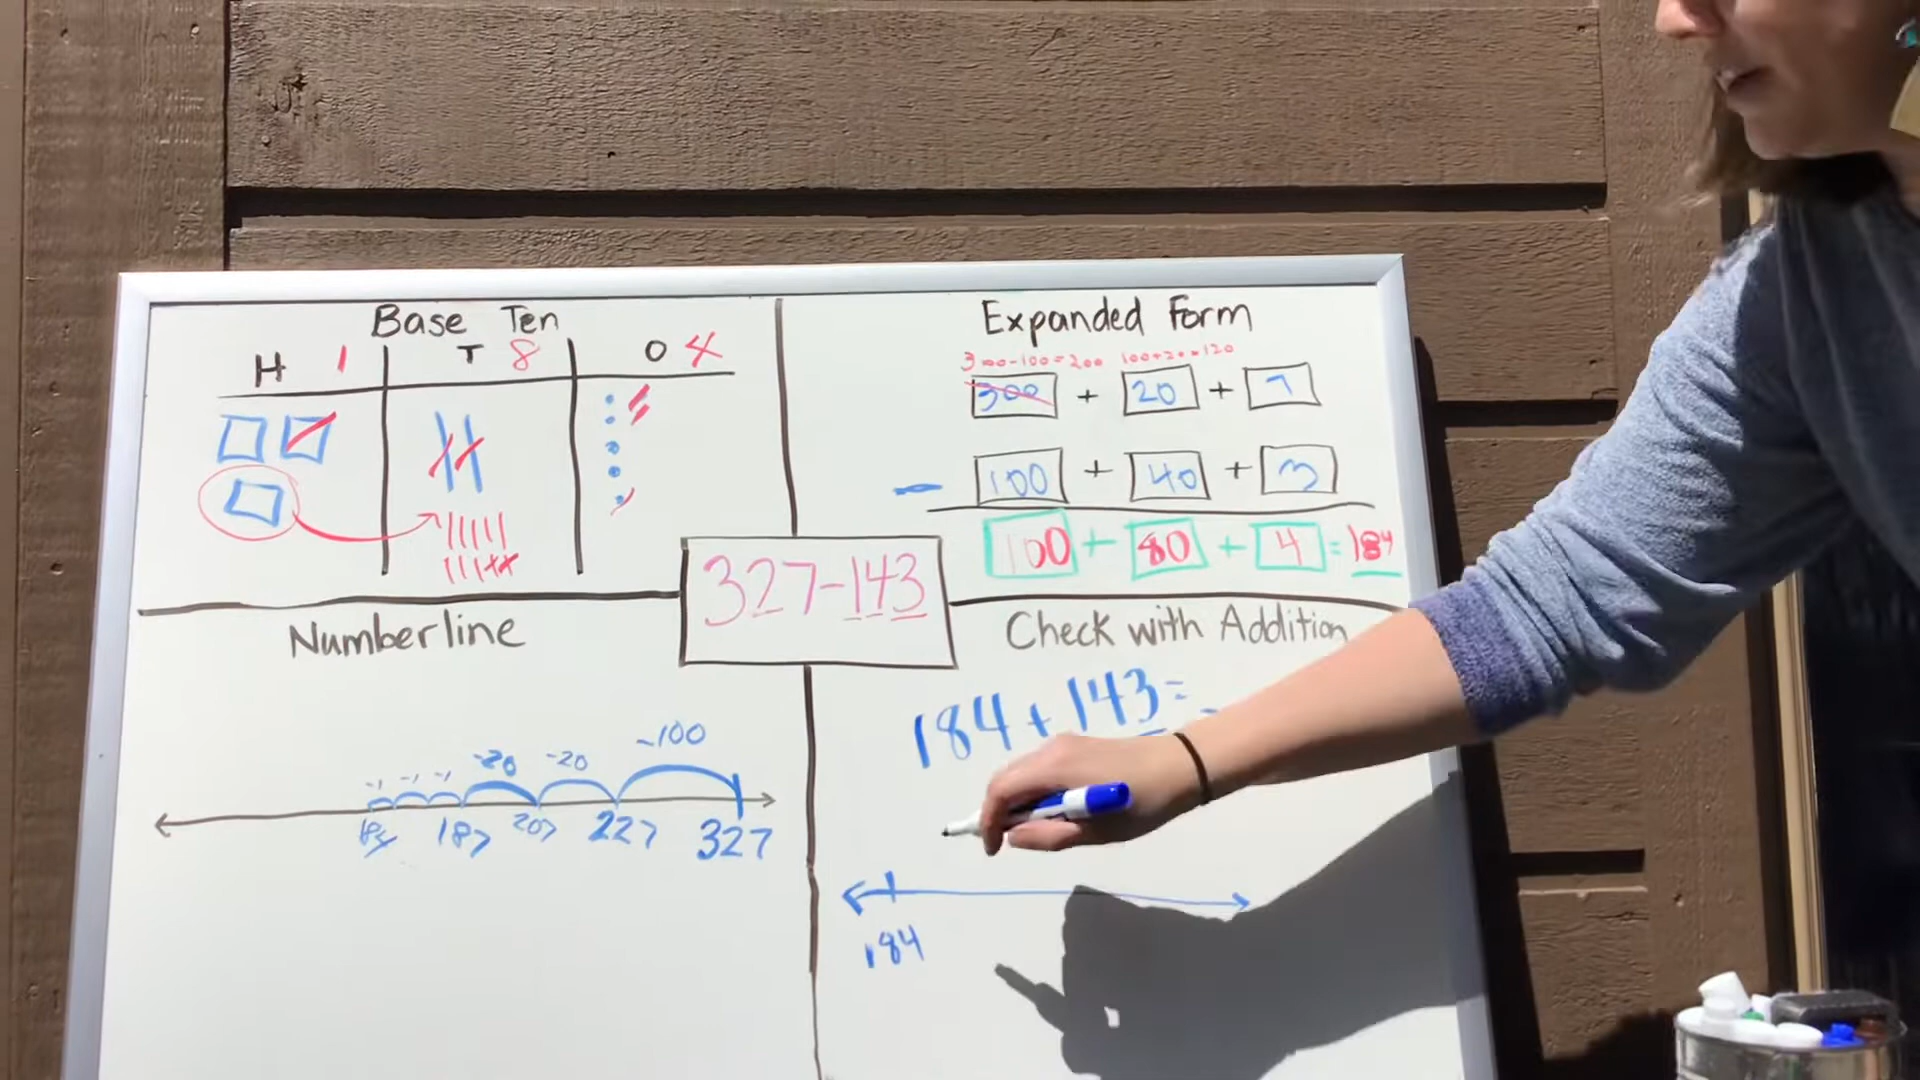 Base Ten
H 1 T 8 O 4
Expanded Form
300-100=200 100+20=120
300 + 20 + 7
- 100 + 40 + 3
100 + 80 + 4 = 184
327-143
Numberline
-1 -1 -1 -20 -20 -100
184 187 207 227 327
Check with Addition
184 + 143 =
184